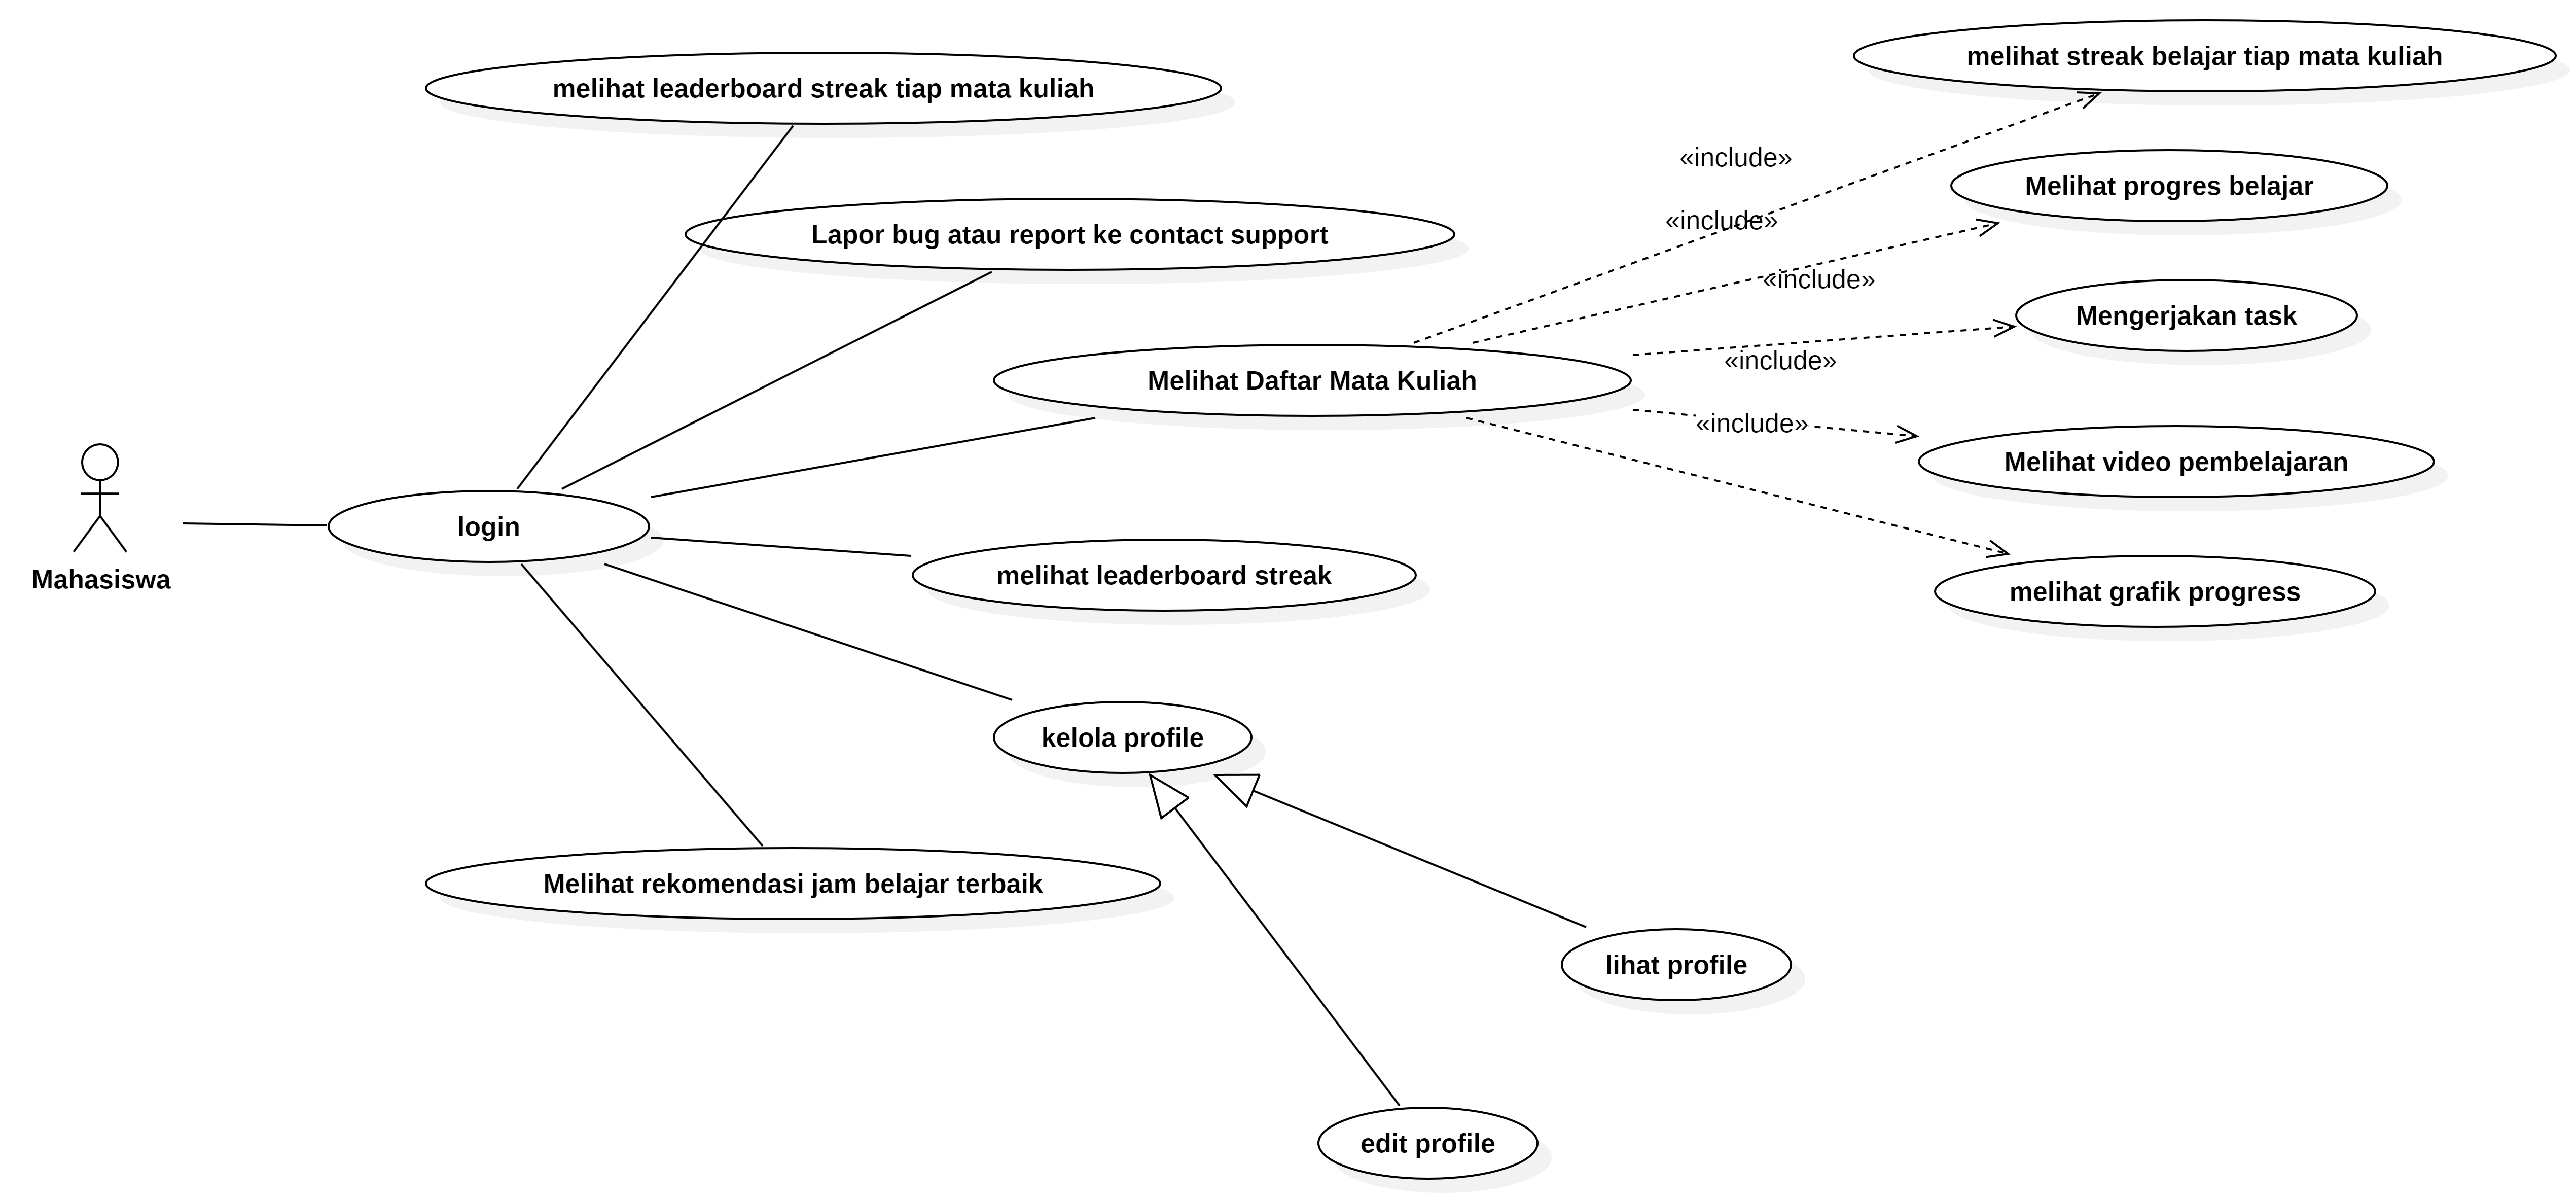 melihat streak belajar tiap mata kuliah
melihat leaderboard streak tiap mata kuliah
«include»
Melihat progres belajar
«include»
Lapor bug atau report ke contact support
«include»
Mengerjakan task
«include»
Melihat Daftar Mata Kuliah
«include»
Melihat video pembelajaran
login
melihat leaderboard streak
Mahasiswa
melihat grafik progress
kelola profile
Melihat rekomendasi jam belajar terbaik
lihat profile
edit profile